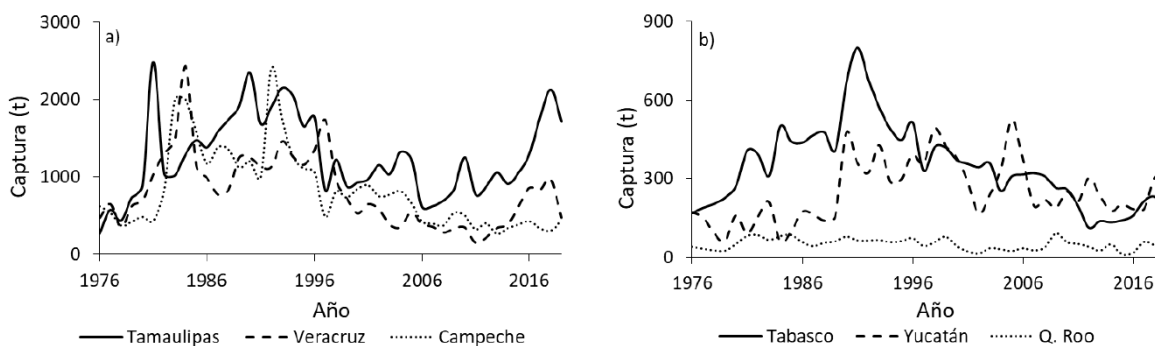 a)
Captura (t)
3000
2000
1000
0
1976 1986 1996 2006 2016
Año
Tamaulipas Veracruz Campeche
b)
Captura (t)
900
600
300
0
1976 1986 1996 2006 2016
Año
Tabasco Yucatán Q. Roo